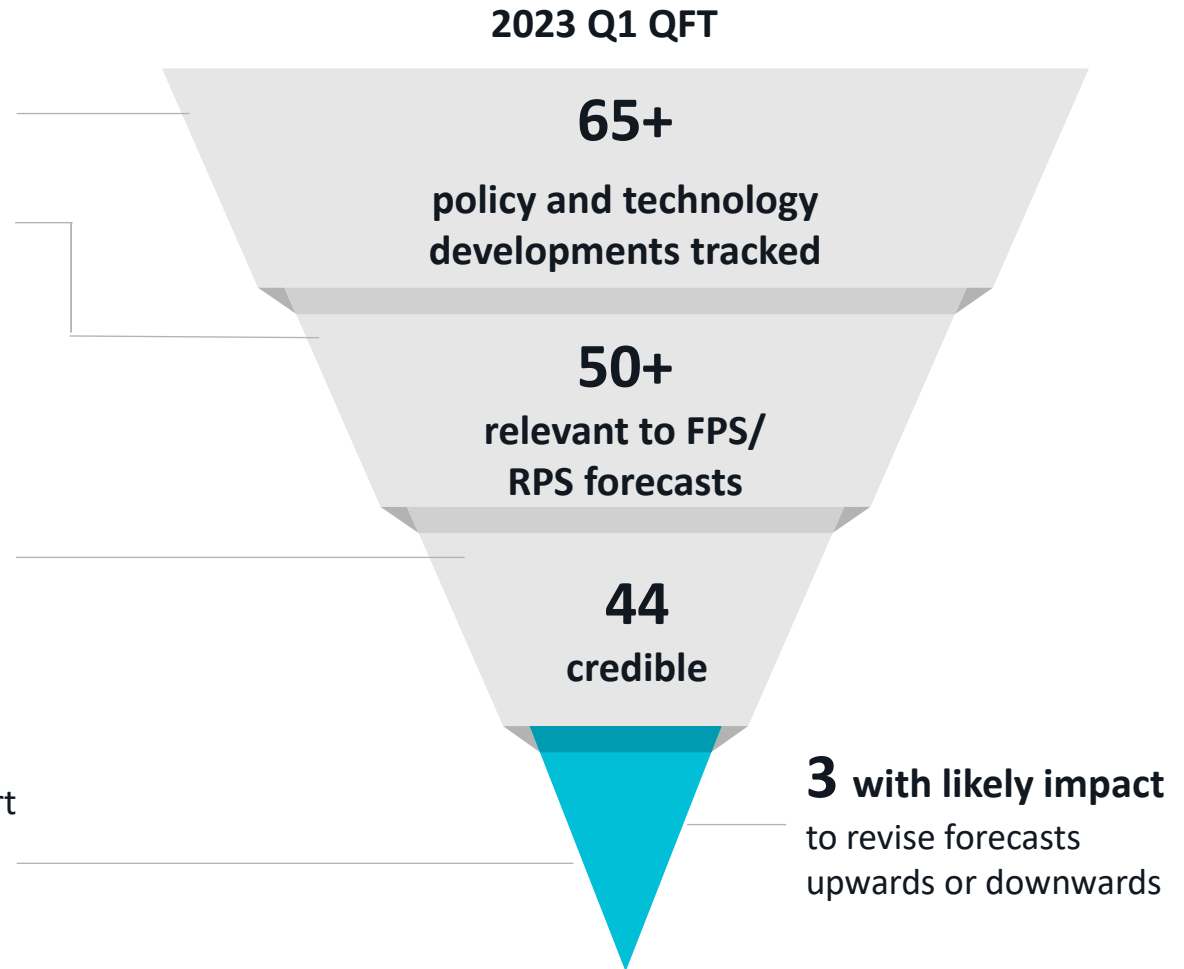 2023 Q1 QFT
65+
policy and technology
developments tracked
50+
relevant to FPS/
RPS forecasts
44
credible
3 with likely impact
to revise forecasts
upwards or downwards